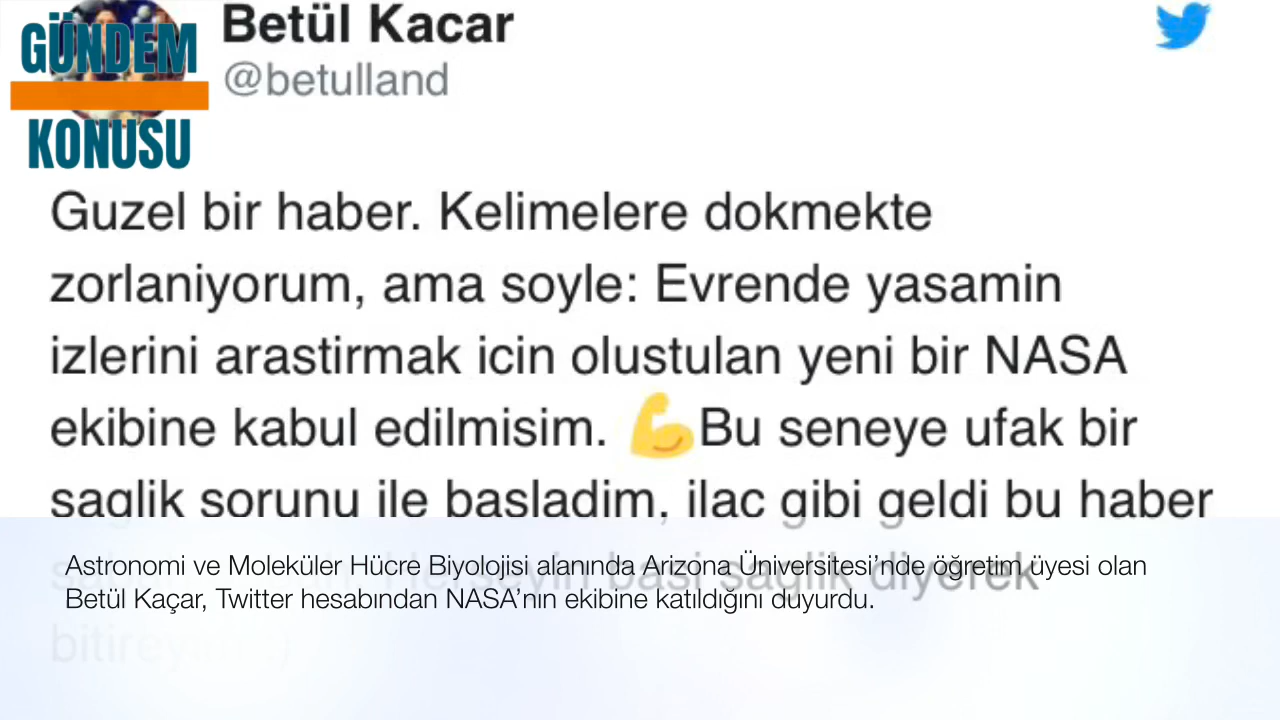 GÜNDEM
KONUSU
Betül Kacar
@betulland
Guzel bir haber. Kelimelere dokmekte
zorlaniyorum, ama soyle: Evrende yasamin
izlerini arastirmak icin olustulan yeni bir NASA
ekibine kabul edilmisim. 💪Bu seneye ufak bir
saglik sorunu ile basladim, ilac gibi geldi bu haber
basi saglik diyerek
Astronomi ve Moleküler Hücre Biyolojisi alanında Arizona Üniversitesi’nde öğretim üyesi olan
Betül Kaçar, Twitter hesabından NASA’nın ekibine katıldığını duyurdu.